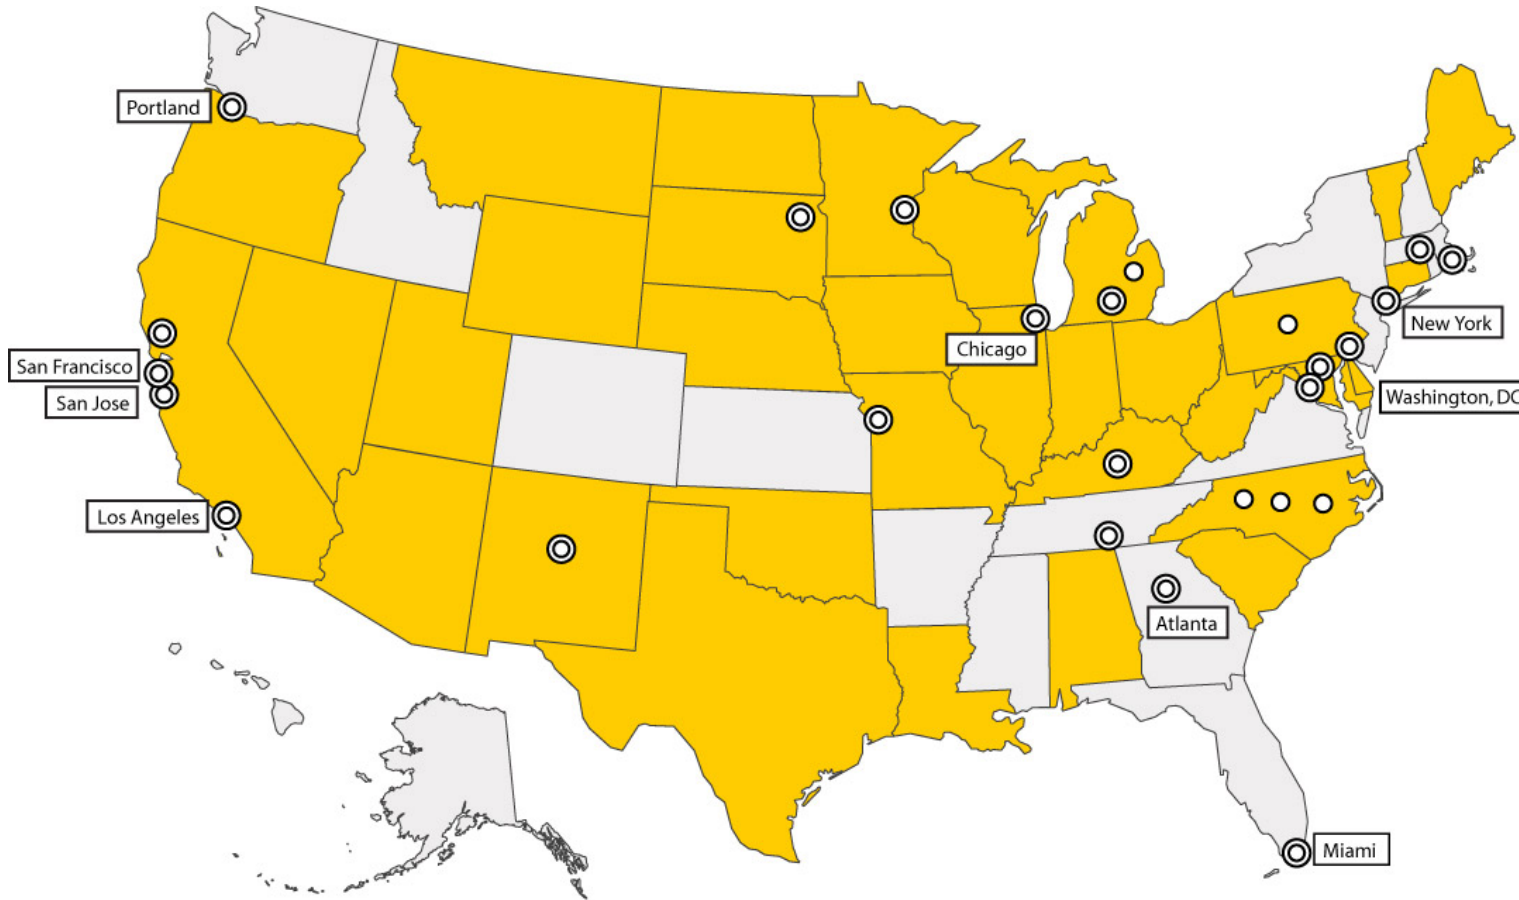 Portland
New York
Chicago
San Francisco
Washington, DC
San Jose
Los Angeles
Atlanta
Miami